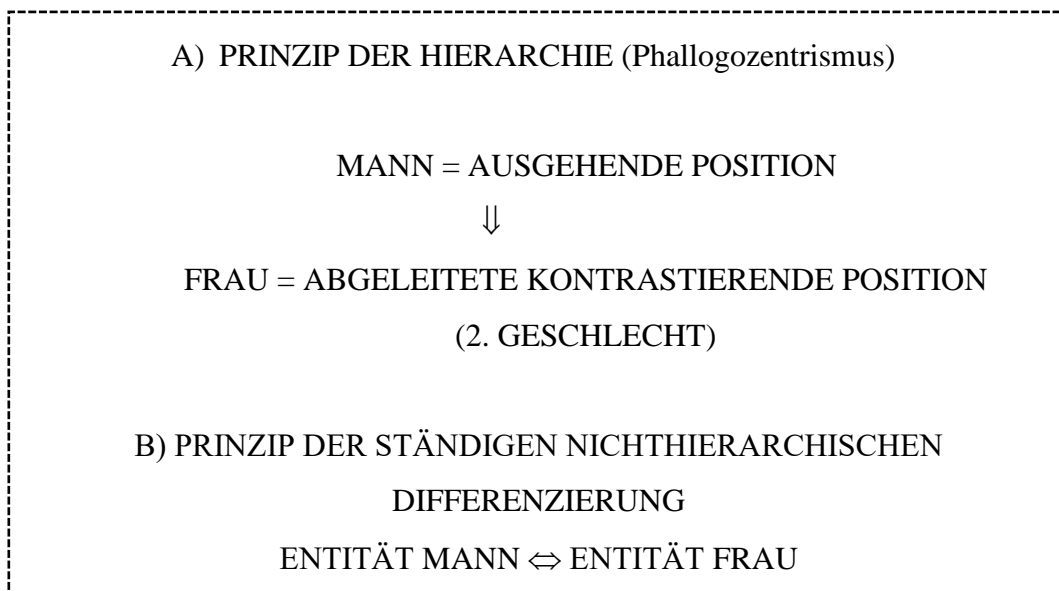 A) PRINZIP DER HIERARCHIE (Phallogozentrismus)
MANN = AUSGEHENDE POSITION
⇓
FRAU = ABGELEITETE KONTRASTIERENDE POSITION
(2. GESCHLECHT)
B) PRINZIP DER STÄNDIGEN NICHTHIERARCHISCHEN
DIFFERENZIERUNG
ENTITÄT MANN ⇔ ENTITÄT FRAU